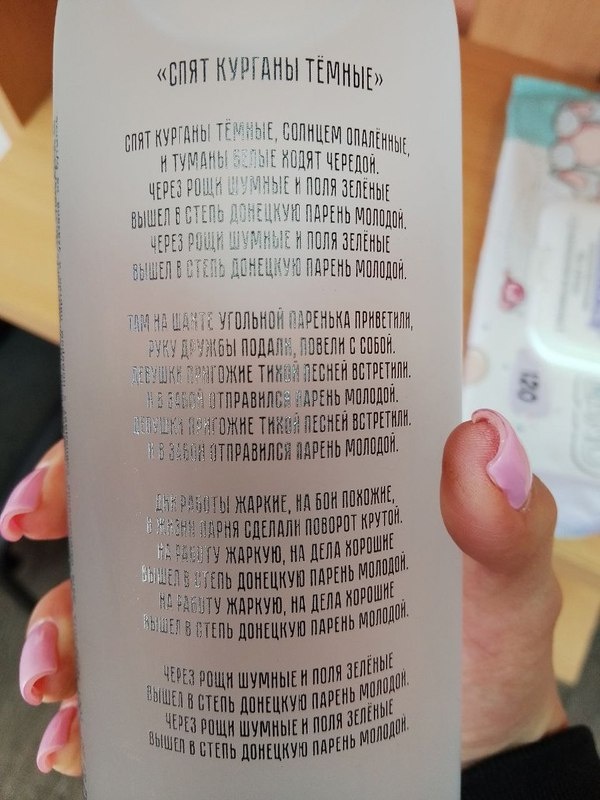 «СПЯТ КУРГАНЫ ТЁМНЫЕ»
СПЯТ КУРГАНЫ ТЁМНЫЕ, СОЛНЦЕМ ОПАЛЁННЫЕ,
И ТУМАНЫ БЕЛЫЕ ХОДЯТ ЧЕРЕДОЙ.
ЧЕРЕЗ РОЩИ ШУМНЫЕ И ПОЛЯ ЗЕЛЁНЫЕ
ВЫШЕЛ В СТЕПЬ ДОНЕЦКУЮ ПАРЕНЬ МОЛОДОЙ.
ЧЕРЕЗ РОЩИ ШУМНЫЕ И ПОЛЯ ЗЕЛЁНЫЕ
ВЫШЕЛ В СТЕПЬ ДОНЕЦКУЮ ПАРЕНЬ МОЛОДОЙ.
ТАМ НА ШАХТЕ УГОЛЬНОЙ ПАРЕНЬКА ПРИВЕТИЛИ,
РУКУ ДРУЖБЫ ПОДАЛИ, ПОВЕЛИ С СОБОЙ.
ДЕВУШКИ ПРИГОЖИЕ ТИХОЙ ПЕСНЕЙ ВСТРЕТИЛИ.
И В ЗАБОЙ ОТПРАВИЛСЯ ПАРЕНЬ МОЛОДОЙ.
ДЕВУШКИ ПРИГОЖИЕ ТИХОЙ ПЕСНЕЙ ВСТРЕТИЛИ.
И В ЗАБОЙ ОТПРАВИЛСЯ ПАРЕНЬ МОЛОДОЙ.
ДНИ РАБОТЫ ЖАРКИЕ, НА БОИ ПОХОЖИЕ,
В ЖИЗНИ ПАРНЯ СДЕЛАЛИ ПОВОРОТ КРУТОЙ.
НА РАБОТУ ЖАРКУЮ, НА ДЕЛА ХОРОШИЕ
ВЫШЕЛ В СТЕПЬ ДОНЕЦКУЮ ПАРЕНЬ МОЛОДОЙ.
НА РАБОТУ ЖАРКУЮ, НА ДЕЛА ХОРОШИЕ
ВЫШЕЛ В СТЕПЬ ДОНЕЦКУЮ ПАРЕНЬ МОЛОДОЙ.
ЧЕРЕЗ РОЩИ ШУМНЫЕ И ПОЛЯ ЗЕЛЁНЫЕ
ВЫШЕЛ В СТЕПЬ ДОНЕЦКУЮ ПАРЕНЬ МОЛОДОЙ.
ЧЕРЕЗ РОЩИ ШУМНЫЕ И ПОЛЯ ЗЕЛЁНЫЕ
ВЫШЕЛ В СТЕПЬ ДОНЕЦКУЮ ПАРЕНЬ МОЛОДОЙ.
120